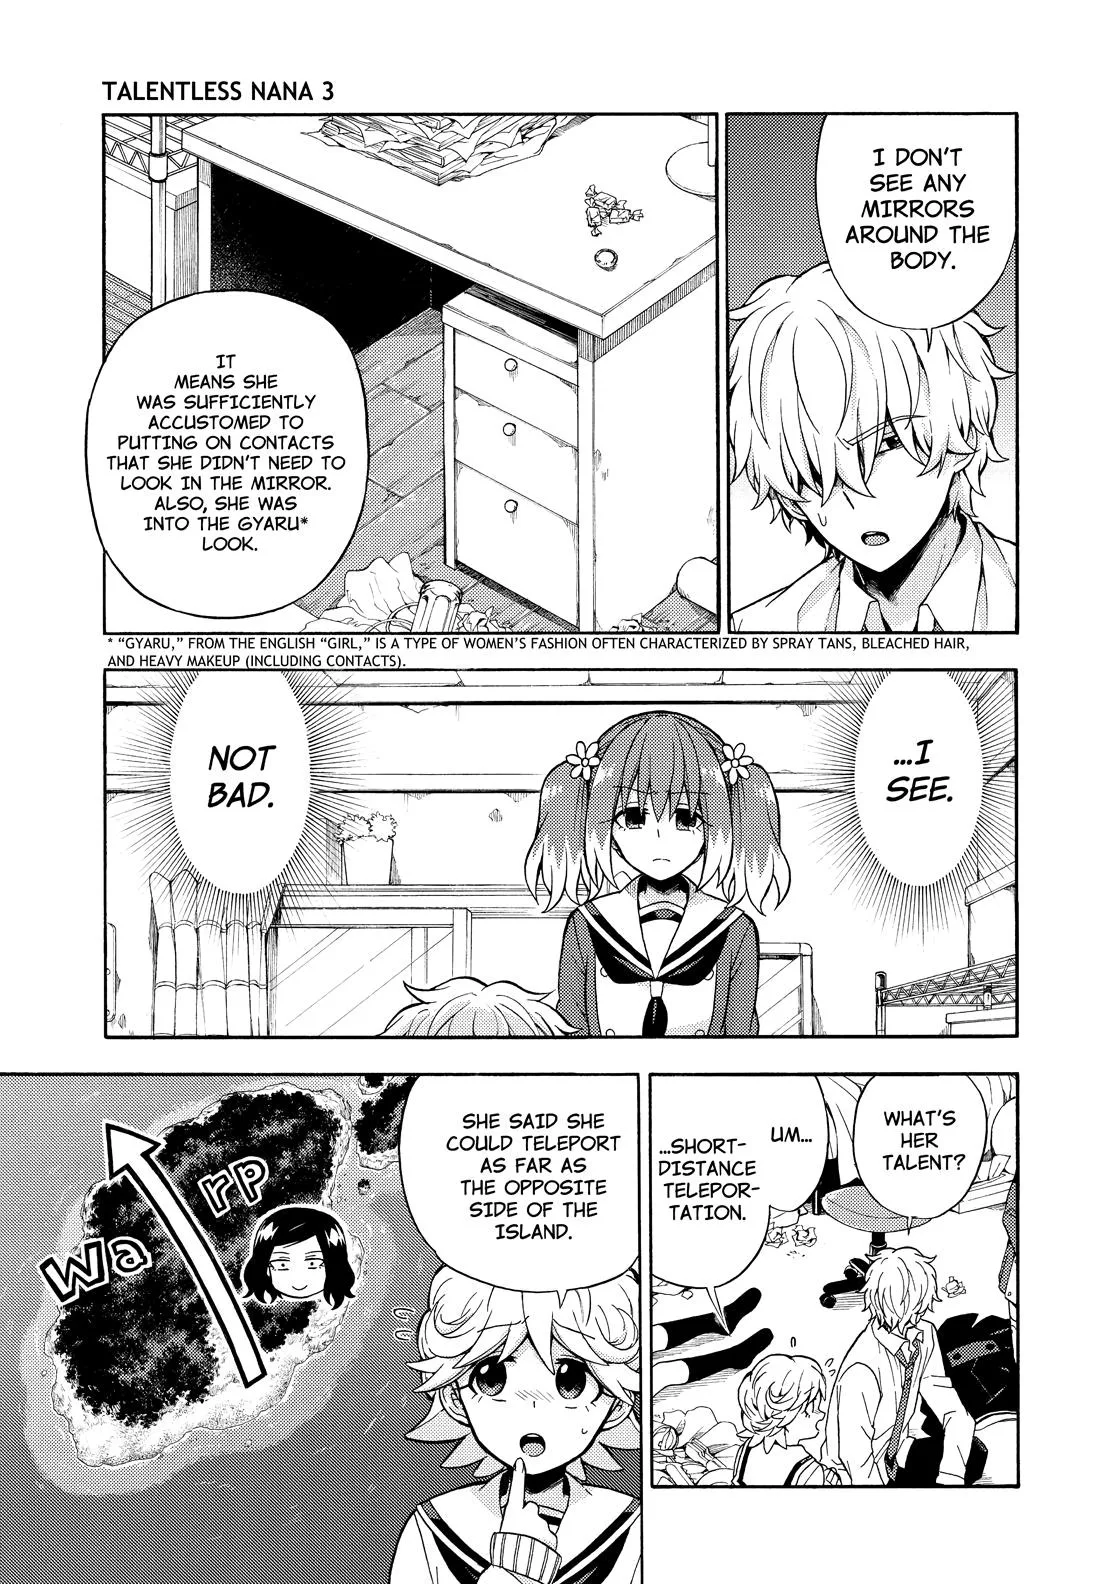 TALENTLESS NANA 3
I DON'T
SEE ANY
MIRRORS
AROUND THE
BODY.
IT
MEANS SHE
WAS SUFFICIENTLY
ACCUSTOMED TO
PUTTING ON CONTACTS
THAT SHE DIDN'T NEED TO
LOOK IN THE MIRROR.
ALSO, SHE WAS
INTO THE GYARU*
LOOK.
* "GYARU," FROM THE ENGLISH "GIRL," IS A TYPE OF WOMEN'S FASHION OFTEN CHARACTERIZED BY SPRAY TANS, BLEACHED HAIR,
AND HEAVY MAKEUP (INCLUDING CONTACTS).
...I
SEE.
NOT
BAD.
WHAT'S
HER
TALENT?
UM...
...SHORT-
DISTANCE
TELEPOR-
TATION.
SHE SAID SHE
COULD TELEPORT
AS FAR AS
THE OPPOSITE
SIDE OF THE
ISLAND.
Wa
rp